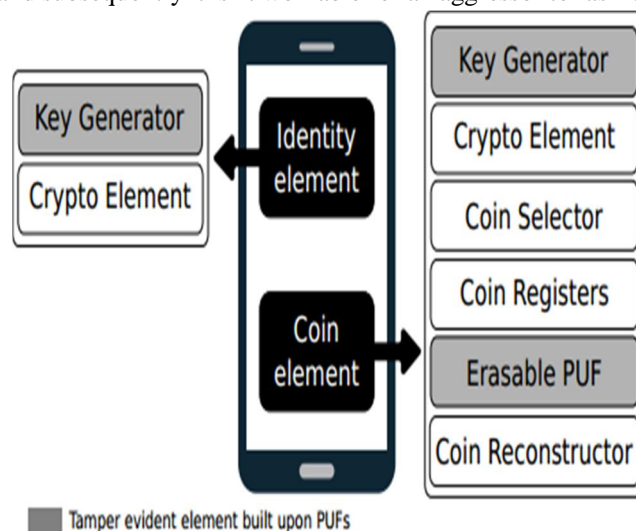 Key Generator
Crypto Element
Identity
element
Coin
element
Key Generator
Crypto Element
Coin Selector
Coin Registers
Erasable PUF
Coin Reconstructor
Tamper evident element built upon PUFs